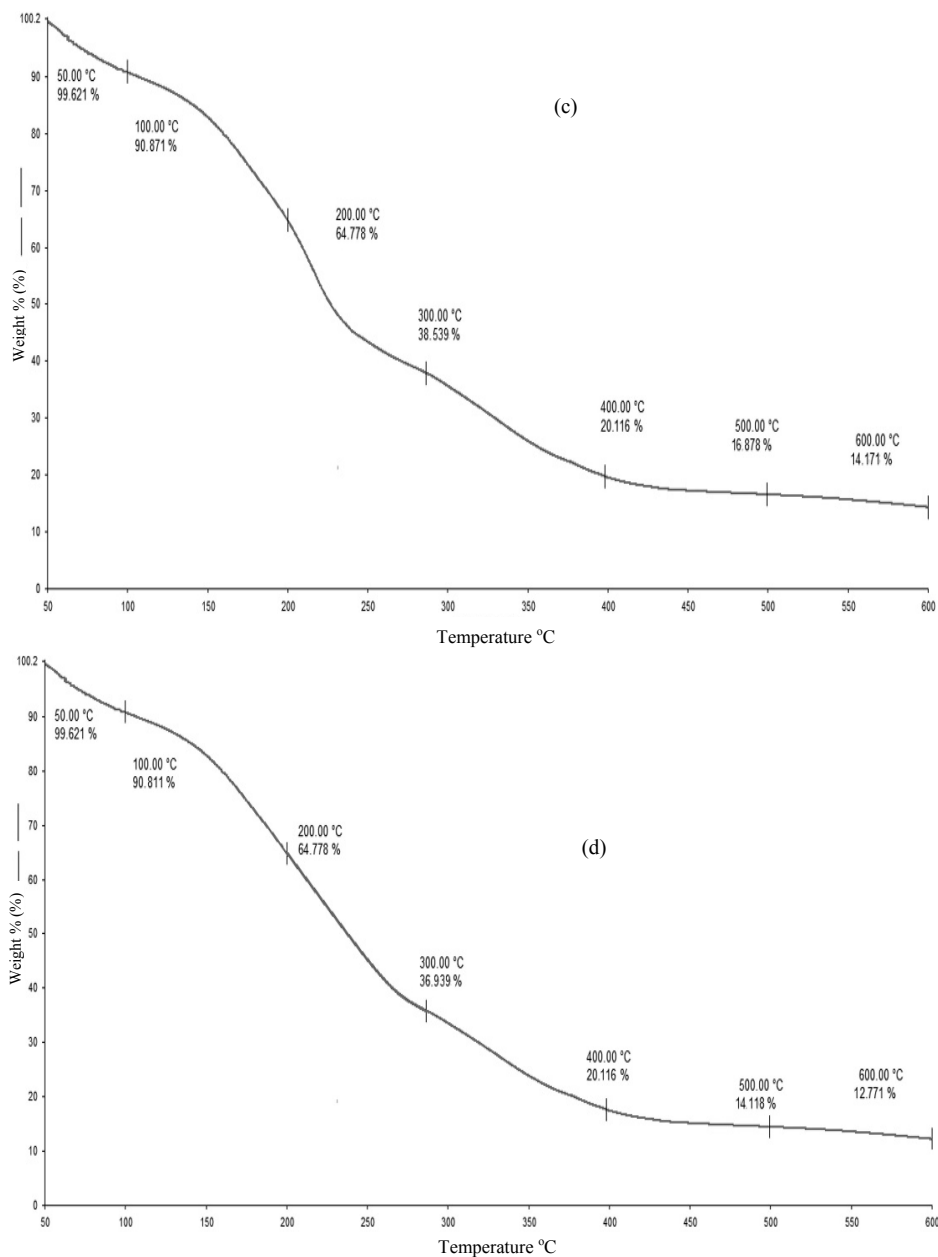 100.2
90
80
70
60
50
40
30
20
10
0
Weight % (%)
50.00 °C
99.621 %
100.00 °C
90.871 %
(c)
200.00 °C
64.778 %
300.00 °C
38.539 %
400.00 °C
20.116 %
500.00 °C
16.878 %
600.00 °C
14.171 %
50 100 150 200 250 300 350 400 450 500 550 600
Temperature °C
100.2
90
80
70
60
50
40
30
20
10
0
Weight % (%)
50.00 °C
99.621 %
100.00 °C
90.811 %
200.00 °C
64.778 %
(d)
300.00 °C
36.939 %
400.00 °C
20.116 %
500.00 °C
14.118 %
600.00 °C
12.771 %
50 100 150 200 250 300 350 400 450 500 550 600
Temperature °C